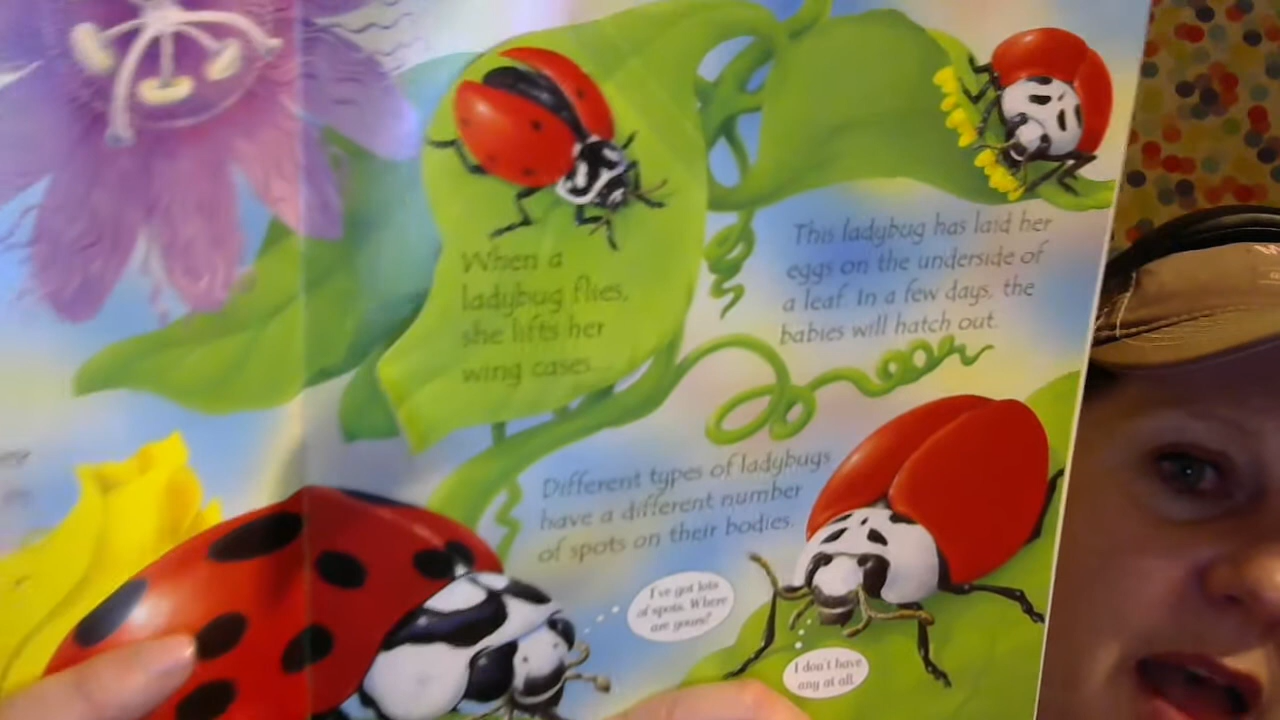 When a
ladybug flies,
she lifts her
wing cases.
This ladybug has laid her
eggs on the underside of
a leaf. In a few days, the
babies will hatch out.
Different types of ladybugs
have a different number
of spots on their bodies.
I've got lots
of spots. Where
are yours?
I don't have
any at all.